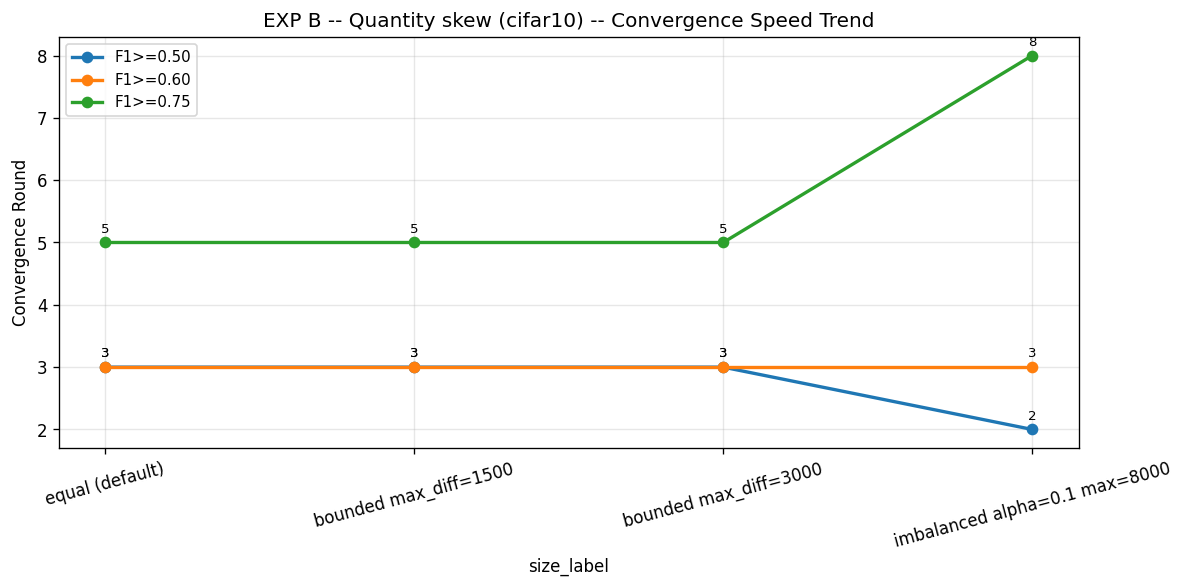 EXP B -- Quantity skew (cifar10) -- Convergence Speed Trend
F1>=0.50
F1>=0.60
F1>=0.75
Convergence Round
8
7
6
5
4
3
2
5
5
5
8
3
3
3
3
2
equal (default)
bounded max_diff=1500
bounded max_diff=3000
imbalanced alpha=0.1 max=8000
size_label